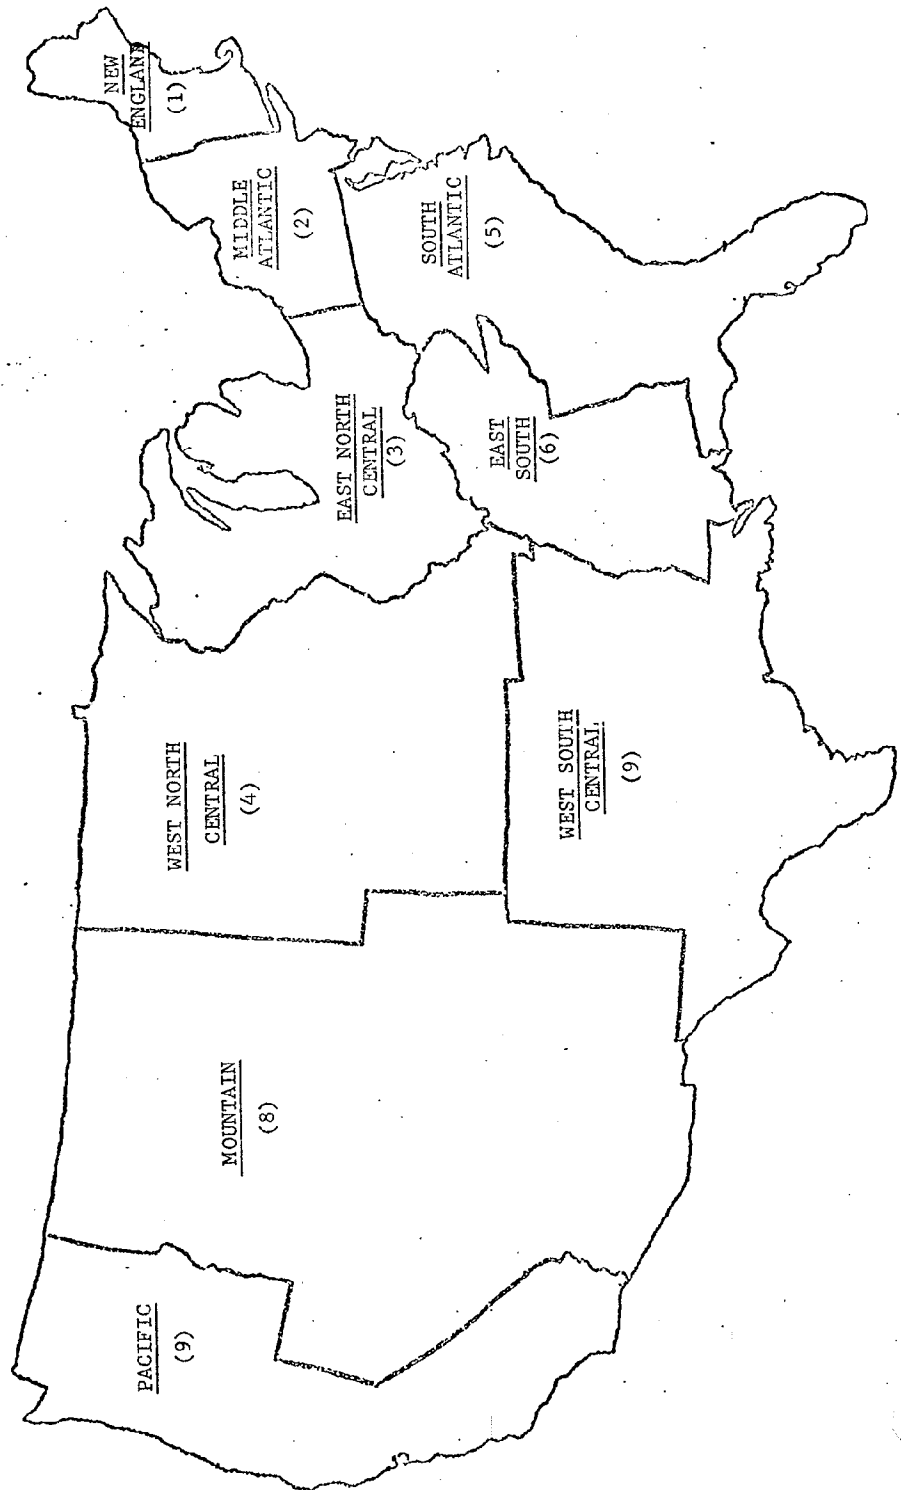 NEW
ENGLAND
(1)
MIDDLE
ATLANTIC
(2)
EAST NORTH
CENTRAL
(3)
WEST NORTH
CENTRAL
(4)
SOUTH
ATLANTIC
(5)
EAST
SOUTH
(6)
WEST SOUTH
CENTRAL
(9)
MOUNTAIN
(8)
PACIFIC
(9)